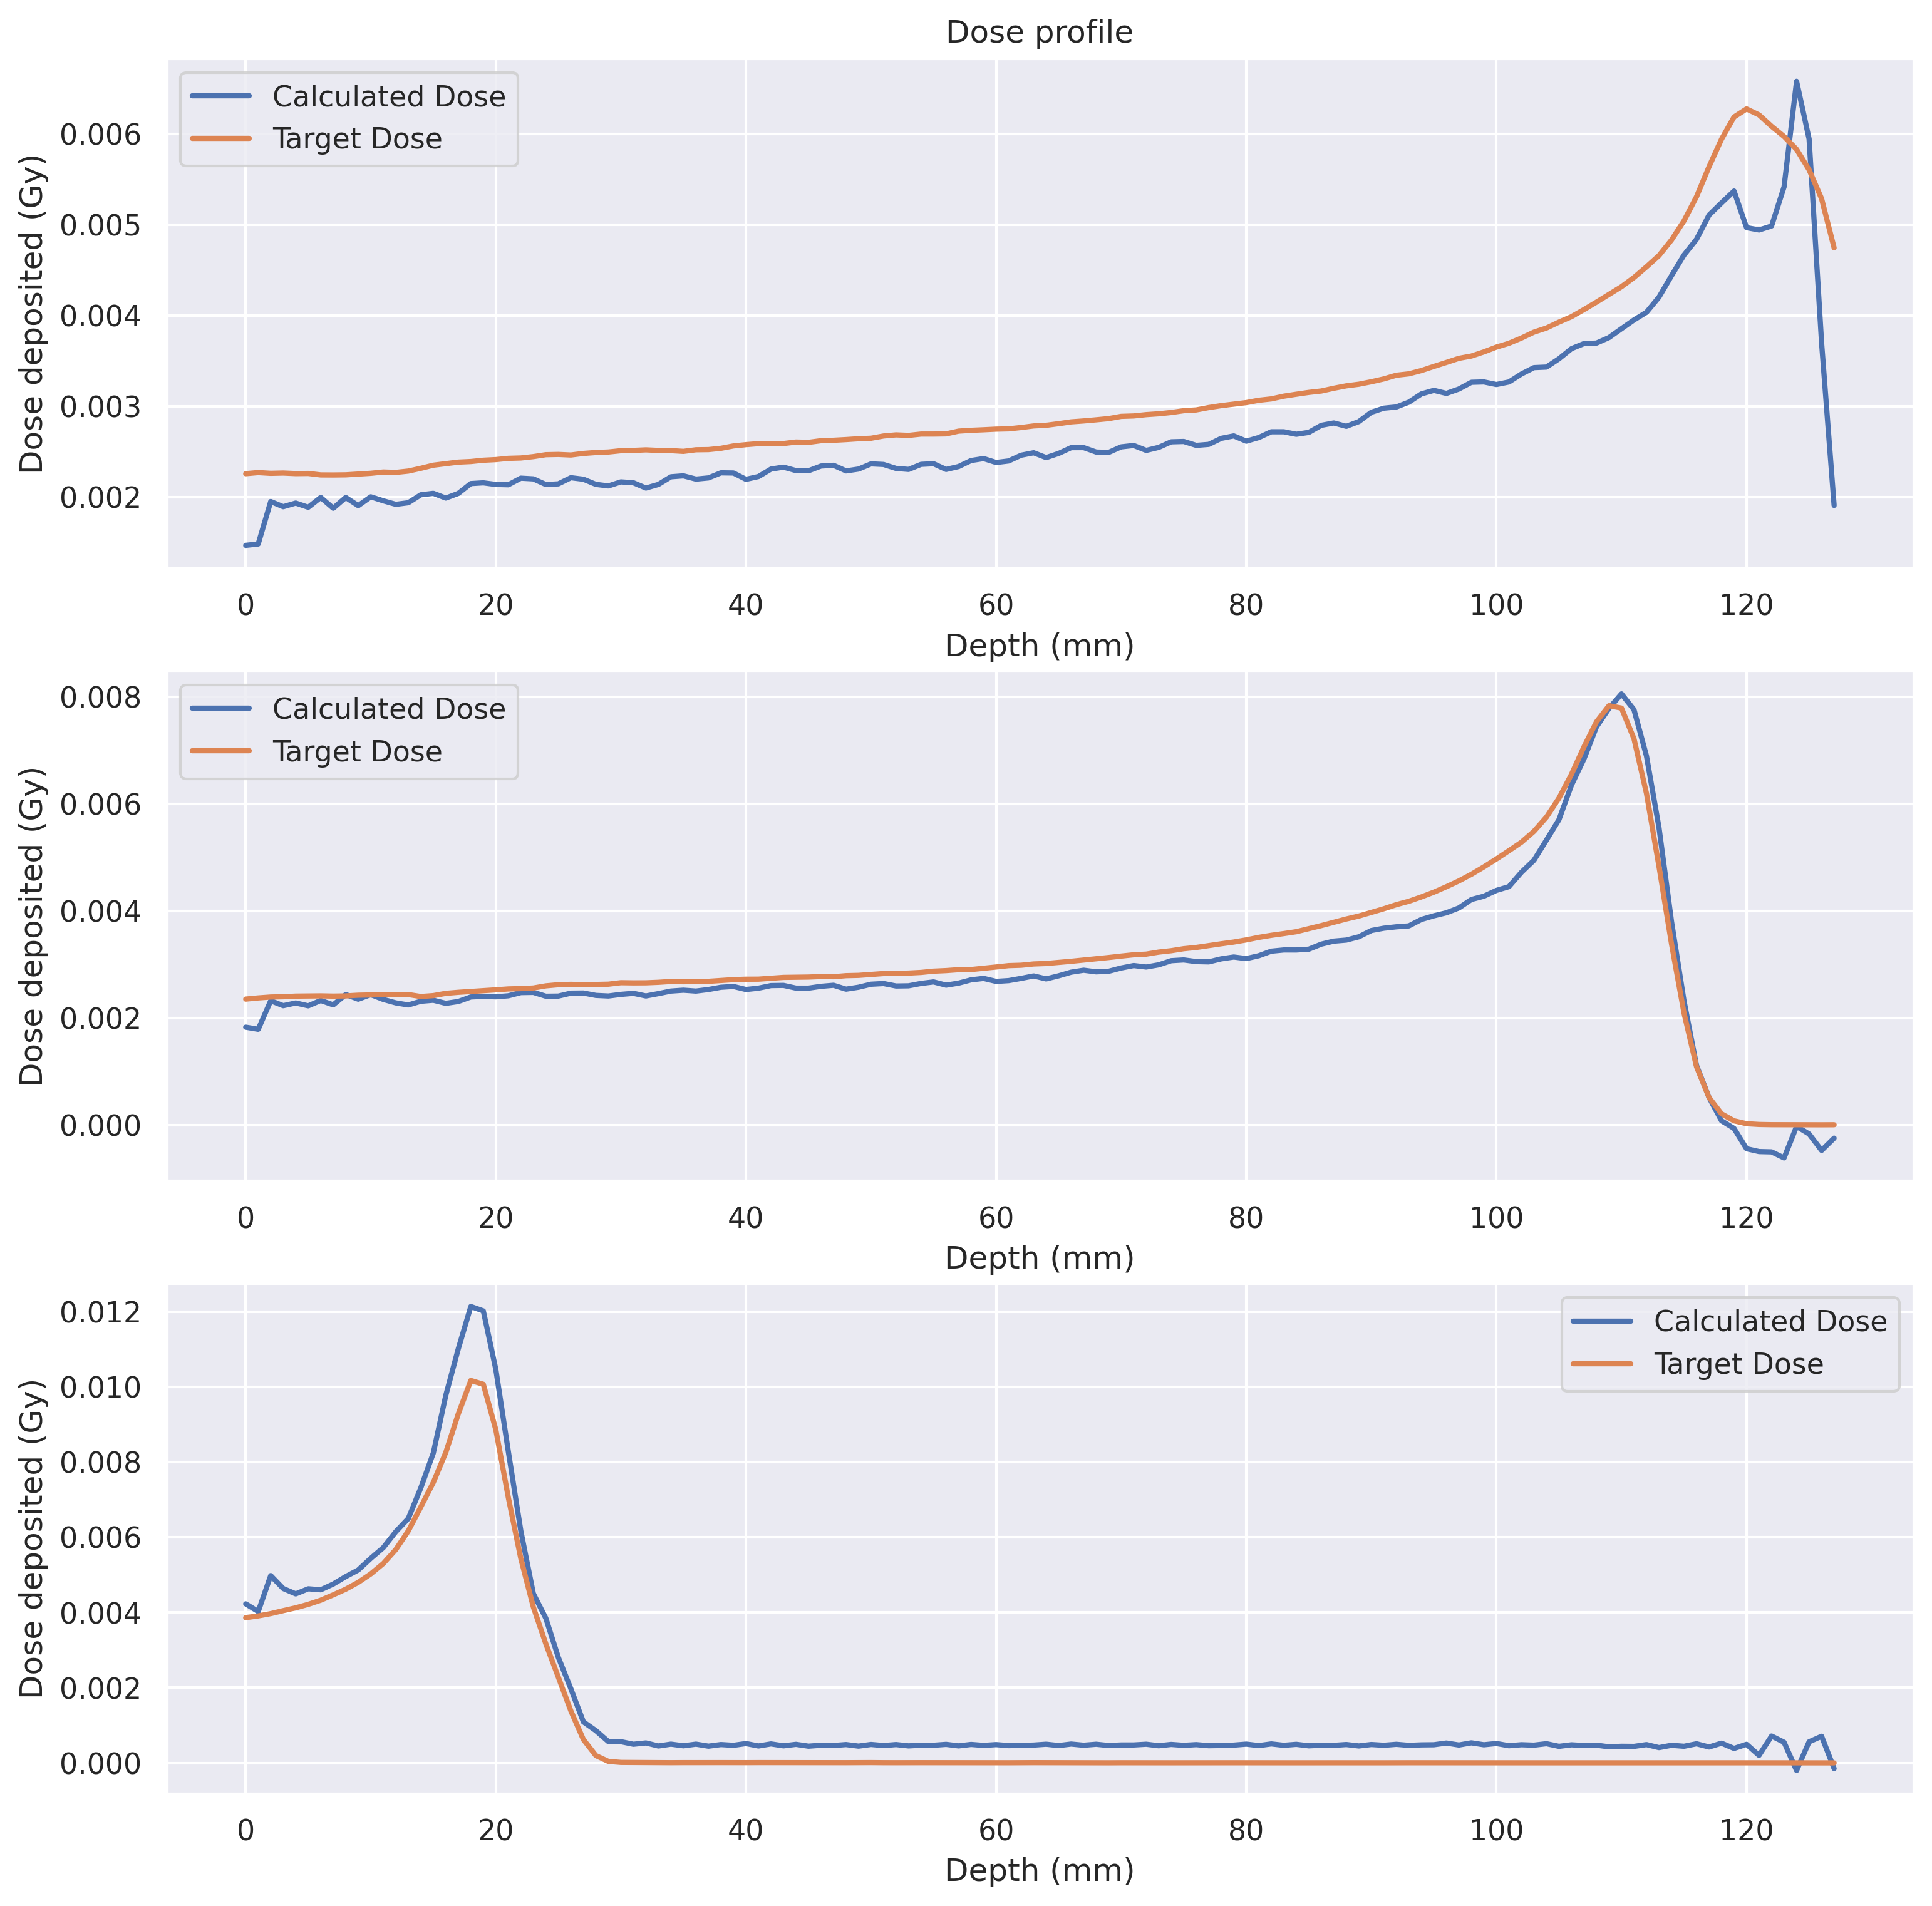 Dose profile
Calculated Dose
Target Dose
Dose deposited (Gy)
0.006
0.005
0.004
0.003
0.002
0 20 40 60 80 100 120
Depth (mm)
Calculated Dose
Target Dose
Dose deposited (Gy)
0.008
0.006
0.004
0.002
0.000
0 20 40 60 80 100 120
Depth (mm)
Calculated Dose
Target Dose
Dose deposited (Gy)
0.012
0.010
0.008
0.006
0.004
0.002
0.000
0 20 40 60 80 100 120
Depth (mm)